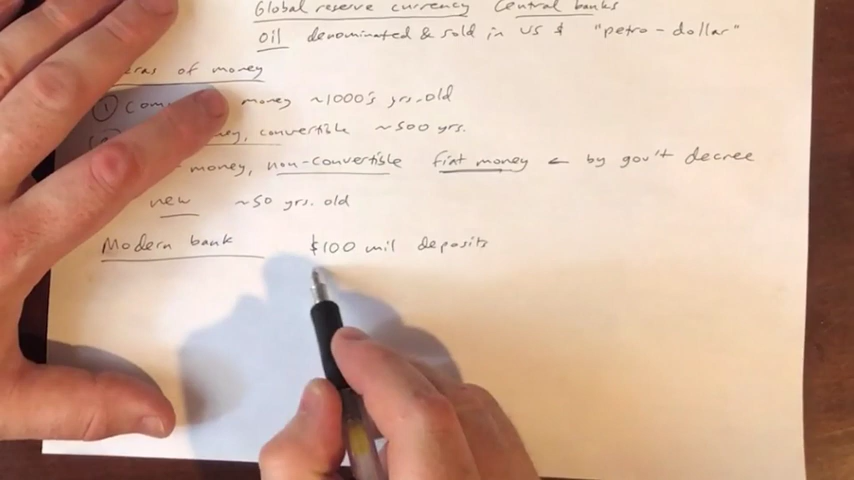 Global reserve currency Central banks
Oil denominated & sold in US $ "petro-dollar"
eras of money
① Com money ~1000's yrs. old
ey, convertible ~500 yrs.
money, non-convertible fiat money ← by gov't decree
new ~50 yrs. old
Modern bank $100 mil deposits